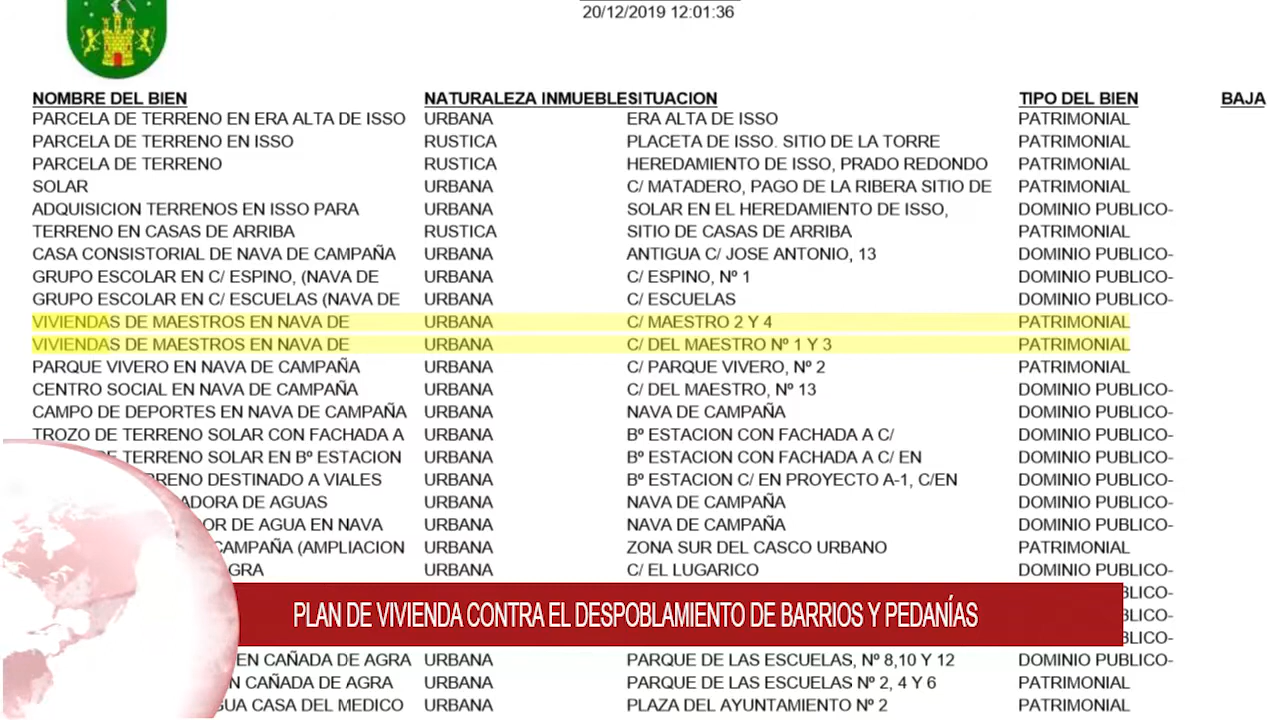 20/12/2019 12:01:36
NOMBRE DEL BIEN NATURALEZA INMUEBLE SITUACION TIPO DEL BIEN BAJA
PARCELA DE TERRENO EN ERA ALTA DE ISSO URBANA ERA ALTA DE ISSO PATRIMONIAL
PARCELA DE TERRENO EN ISSO RUSTICA PLACETA DE ISSO. SITIO DE LA TORRE PATRIMONIAL
PARCELA DE TERRENO RUSTICA HEREDAMIENTO DE ISSO, PRADO REDONDO PATRIMONIAL
SOLAR URBANA C/ MATADERO, PAGO DE LA RIBERA SITIO DE PATRIMONIAL
ADQUISICION TERRENOS EN ISSO PARA URBANA SOLAR EN EL HEREDAMIENTO DE ISSO, DOMINIO PUBLICO-
TERRENO EN CASAS DE ARRIBA RUSTICA SITIO DE CASAS DE ARRIBA PATRIMONIAL
CASA CONSISTORIAL DE NAVA DE CAMPAÑA URBANA ANTIGUA C/ JOSE ANTONIO, 13 DOMINIO PUBLICO-
GRUPO ESCOLAR EN C/ ESPINO, (NAVA DE URBANA C/ ESPINO, Nº 1 DOMINIO PUBLICO-
GRUPO ESCOLAR EN C/ ESCUELAS (NAVA DE URBANA C/ ESCUELAS DOMINIO PUBLICO-
VIVIENDAS DE MAESTROS EN NAVA DE URBANA C/ MAESTRO 2 Y 4 PATRIMONIAL
VIVIENDAS DE MAESTROS EN NAVA DE URBANA C/ DEL MAESTRO Nº 1 Y 3 PATRIMONIAL
PARQUE VIVERO EN NAVA DE CAMPAÑA URBANA C/ PARQUE VIVERO, Nº 2 PATRIMONIAL
CENTRO SOCIAL EN NAVA DE CAMPAÑA URBANA C/ DEL MAESTRO, Nº 13 DOMINIO PUBLICO-
CAMPO DE DEPORTES EN NAVA DE CAMPAÑA URBANA NAVA DE CAMPAÑA DOMINIO PUBLICO-
TROZO DE TERRENO SOLAR CON FACHADA A URBANA Bº ESTACION CON FACHADA A C/ DOMINIO PUBLICO-
DE TERRENO SOLAR EN Bº ESTACION URBANA Bº ESTACION CON FACHADA A C/ EN DOMINIO PUBLICO-
DESTINADO A VIALES URBANA Bº ESTACION C/ EN PROYECTO A-1, C/EN DOMINIO PUBLICO-
DE AGUAS URBANA NAVA DE CAMPAÑA DOMINIO PUBLICO-
DE AGUA EN NAVA URBANA NAVA DE CAMPAÑA DOMINIO PUBLICO-
CAMPAÑA (AMPLIACION URBANA ZONA SUR DEL CASCO URBANO PATRIMONIAL
AGRA URBANA C/ EL LUGARICO DOMINIO PUBLICO-
PLAN DE VIVIENDA CONTRA EL DESPOBLAMIENTO DE BARRIOS Y PEDANÍAS
EN CAÑADA DE AGRA URBANA PARQUE DE LAS ESCUELAS, Nº 8,10 Y 12 DOMINIO PUBLICO-
CAÑADA DE AGRA URBANA PARQUE DE LAS ESCUELAS Nº 2, 4 Y 6 PATRIMONIAL
CASA DEL MEDICO URBANA PLAZA DEL AYUNTAMIENTO Nº 2 PATRIMONIAL